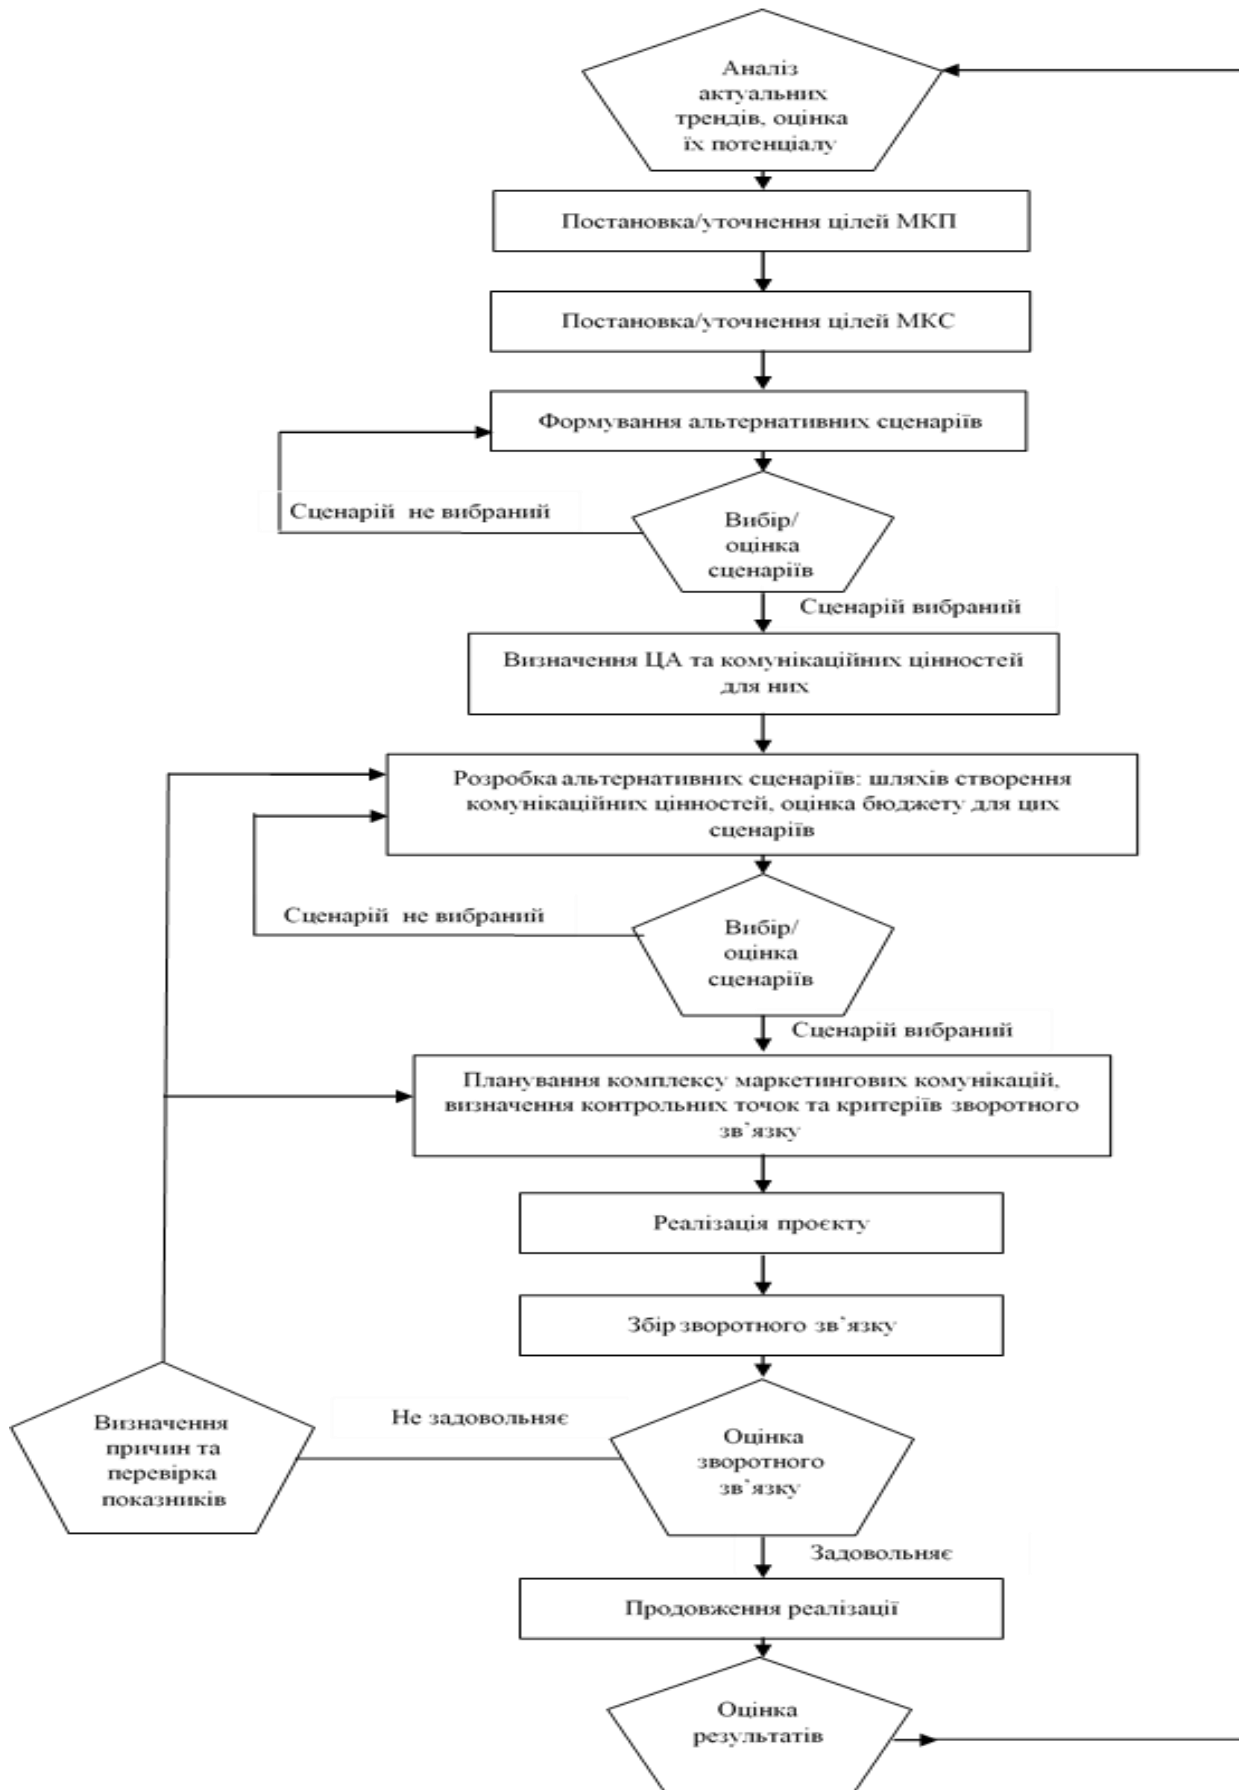 Аналіз
актуальних
трендів, оцінка
їх потенціалу
Постановка/уточнення цілей МКП
Постановка/уточнення цілей МКС
Формування альтернативних сценаріїв
Сценарій не вибраний
Вибір/
оцінка
сценаріїв
Сценарій вибраний
Визначення ЦА та комунікаційних цінностей
для них
Розробка альтернативних сценаріїв: шляхів створення
комунікаційних цінностей, оцінка бюджету для цих
сценаріїв
Сценарій не вибраний
Вибір/
оцінка
сценаріїв
Сценарій вибраний
Планування комплексу маркетингових комунікацій,
визначення контрольних точок та критеріїв зворотного
зв`язку
Реалізація проєкту
Збір зворотного зв`язку
Визначення
причин та
перевірка
показників
Не задовольняє
Оцінка
зворотного
зв`язку
Задовольняє
Продовження реалізації
Оцінка
результатів